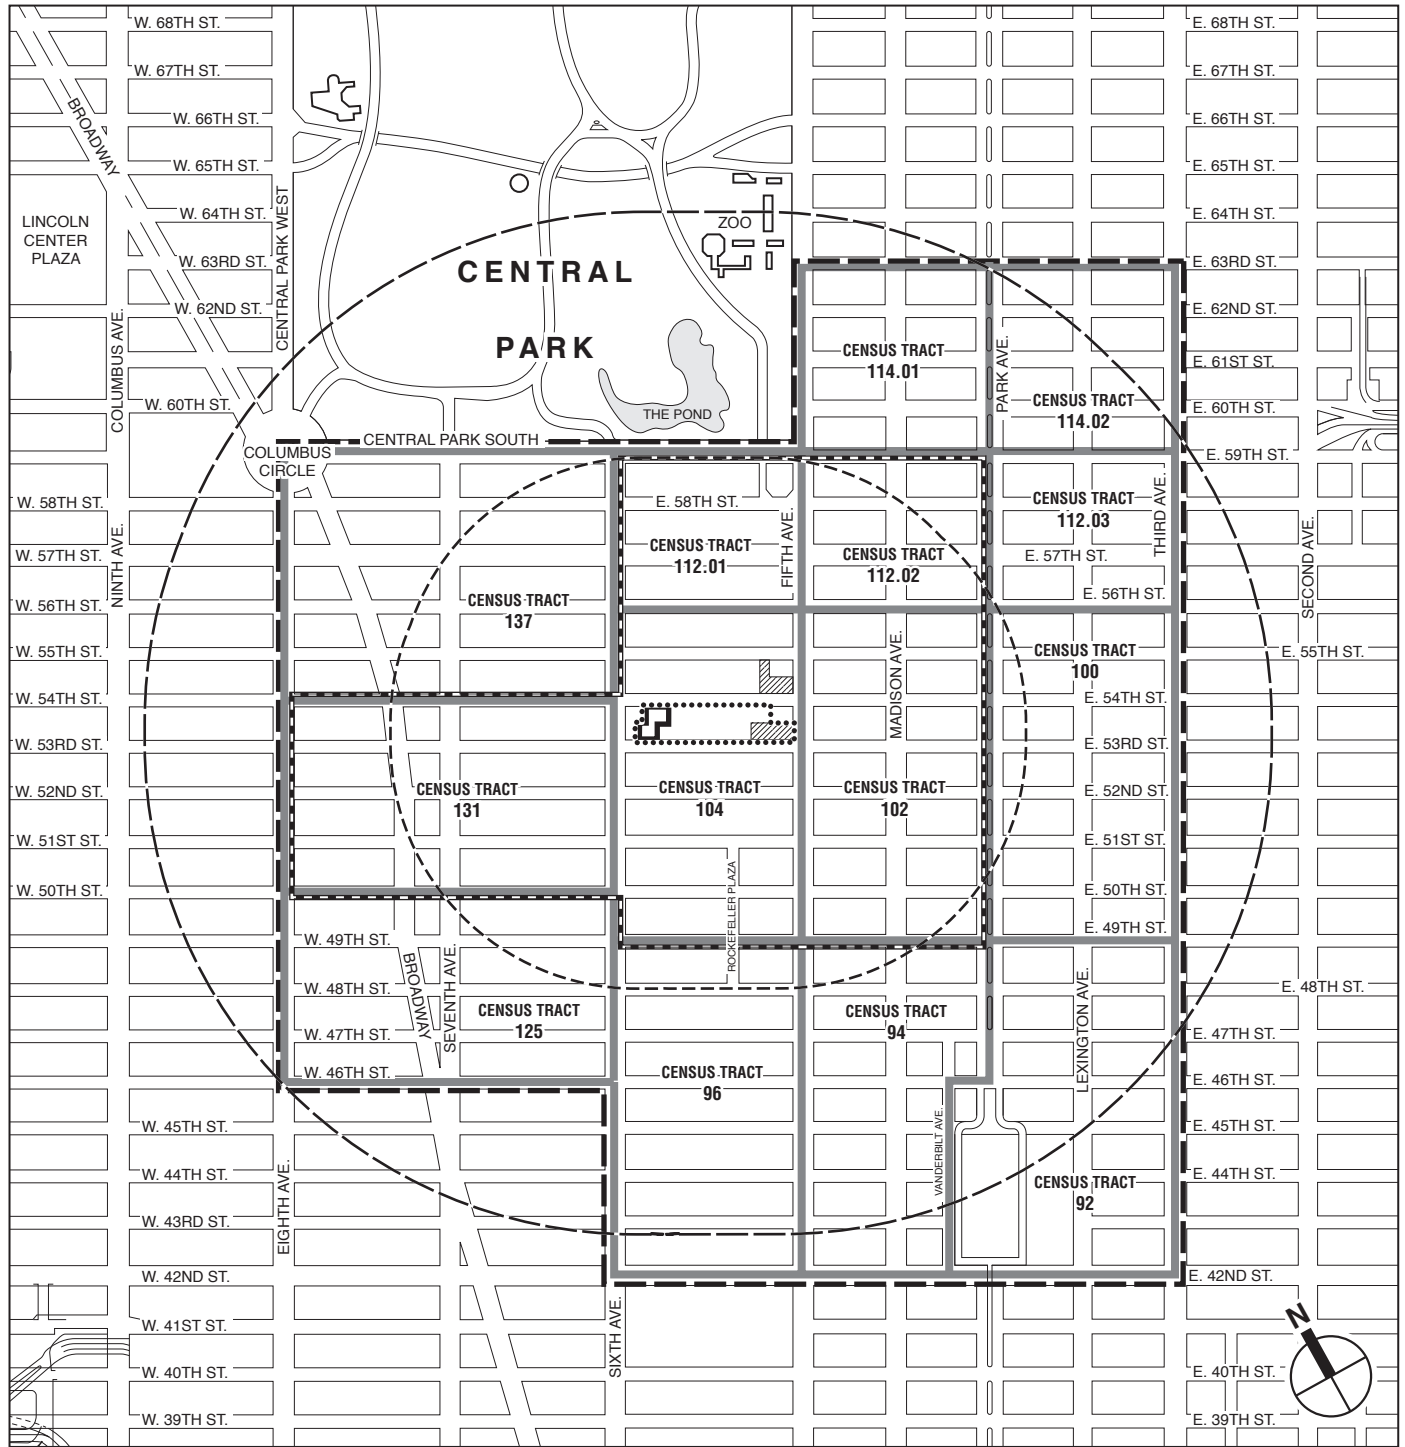 W. 68TH ST.
E. 68TH ST.
W. 67TH ST.
E. 67TH ST.
BROADWAY
W. 66TH ST.
E. 66TH ST.
W. 65TH ST.
E. 65TH ST.
W. 64TH ST.
E. 64TH ST.
LINCOLN
CENTER
PLAZA
CENTRAL PARK WEST
ZOO
W. 63RD ST.
E. 63RD ST.
CENTRAL
PARK
W. 62ND ST.
E. 62ND ST.
COLUMBUS AVE.
CENSUS TRACT
114.01
PARK AVE.
E. 61ST ST.
CENSUS TRACT
114.02
W. 60TH ST.
E. 60TH ST.
THE POND
CENTRAL PARK SOUTH
COLUMBUS
CIRCLE
E. 59TH ST.
W. 58TH ST.
E. 58TH ST.
CENSUS TRACT
112.03
THIRD AVE.
NINTH AVE.
FIFTH AVE.
SECOND AVE.
CENSUS TRACT
112.01
CENSUS TRACT
112.02
W. 57TH ST.
E. 57TH ST.
W. 56TH ST.
E. 56TH ST.
CENSUS TRACT
137
W. 55TH ST.
E. 55TH ST.
CENSUS TRACT
100
MADISON AVE.
W. 54TH ST.
E. 54TH ST.
W. 53RD ST.
E. 53RD ST.
W. 52ND ST.
E. 52ND ST.
CENSUS TRACT
131
CENSUS TRACT
104
CENSUS TRACT
102
W. 51ST ST.
E. 51ST ST.
W. 50TH ST.
E. 50TH ST.
ROCKEFELLER PLAZA
W. 49TH ST.
E. 49TH ST.
BROADWAY
SEVENTH AVE.
LEXINGTON AVE.
W. 48TH ST.
E. 48TH ST.
CENSUS TRACT
125
CENSUS TRACT
94
W. 47TH ST.
E. 47TH ST.
W. 46TH ST.
E. 46TH ST.
CENSUS TRACT
96
W. 45TH ST.
E. 45TH ST.
VANDERBILT AVE.
W. 44TH ST.
E. 44TH ST.
EIGHTH AVE.
CENSUS TRACT
92
W. 43RD ST.
W. 42ND ST.
E. 42ND ST.
SIXTH AVE.
W. 41ST ST.
N
W. 40TH ST.
E. 40TH ST.
W. 39TH ST.
E. 39TH ST.